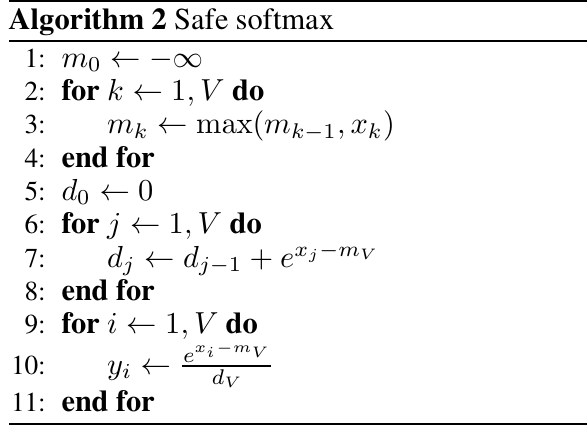 Algorithm 2 Safe softmax
1: m₀ ← −∞
2: for k ← 1, V do
3: mₖ ← max(mₖ₋₁, xₖ)
4: end for
5: d₀ ← 0
6: for j ← 1, V do
7: dⱼ ← dⱼ₋₁ + e^{xⱼ−m_V}
8: end for
9: for i ← 1, V do
10: yᵢ ← \frac{e^{xᵢ−m_V}}{d_V}
11: end for